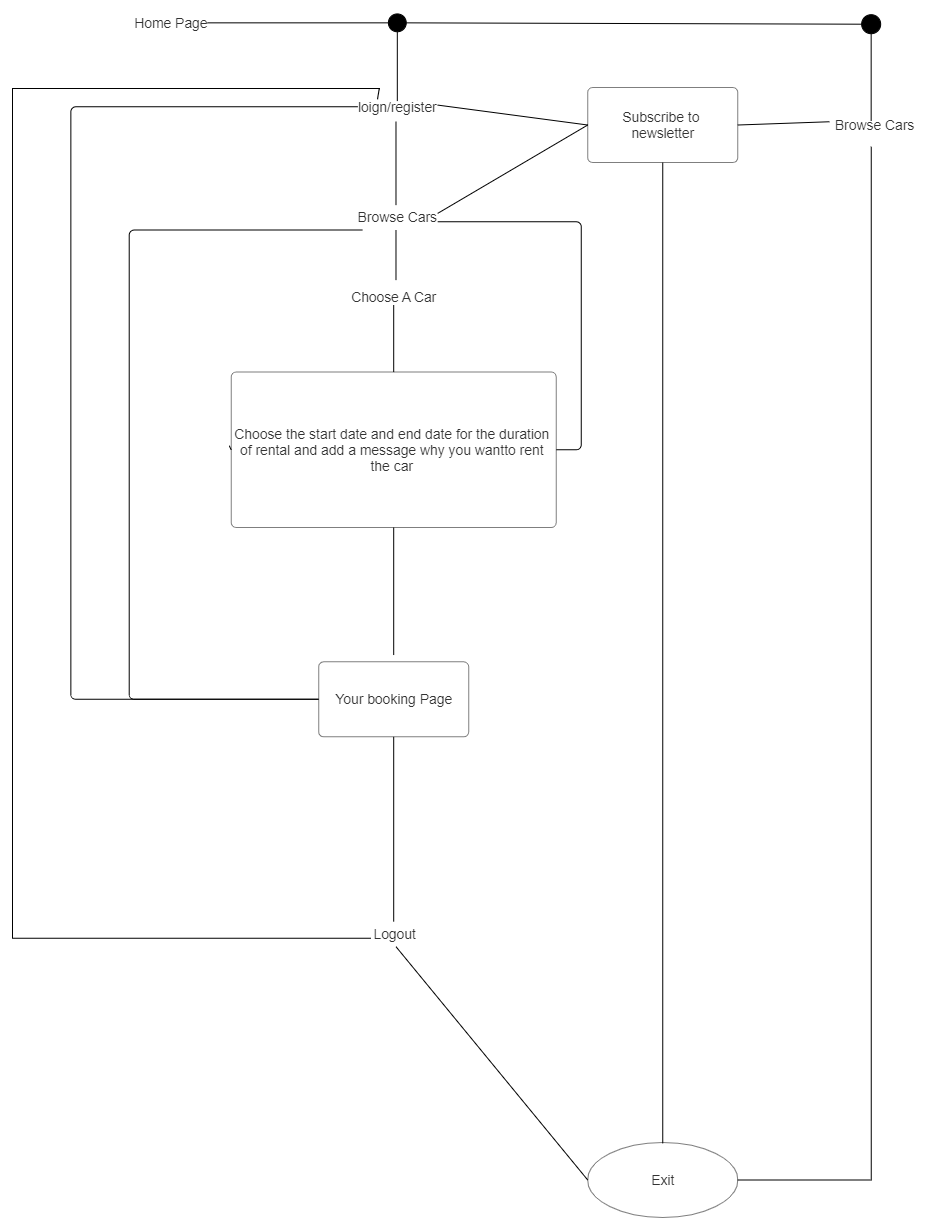 Home Page
loign/register
Subscribe to
newsletter
Browse Cars
Browse Cars
Choose A Car
Choose the start date and end date for the duration
of rental and add a message why you wantto rent
the car
Your booking Page
Logout
Exit